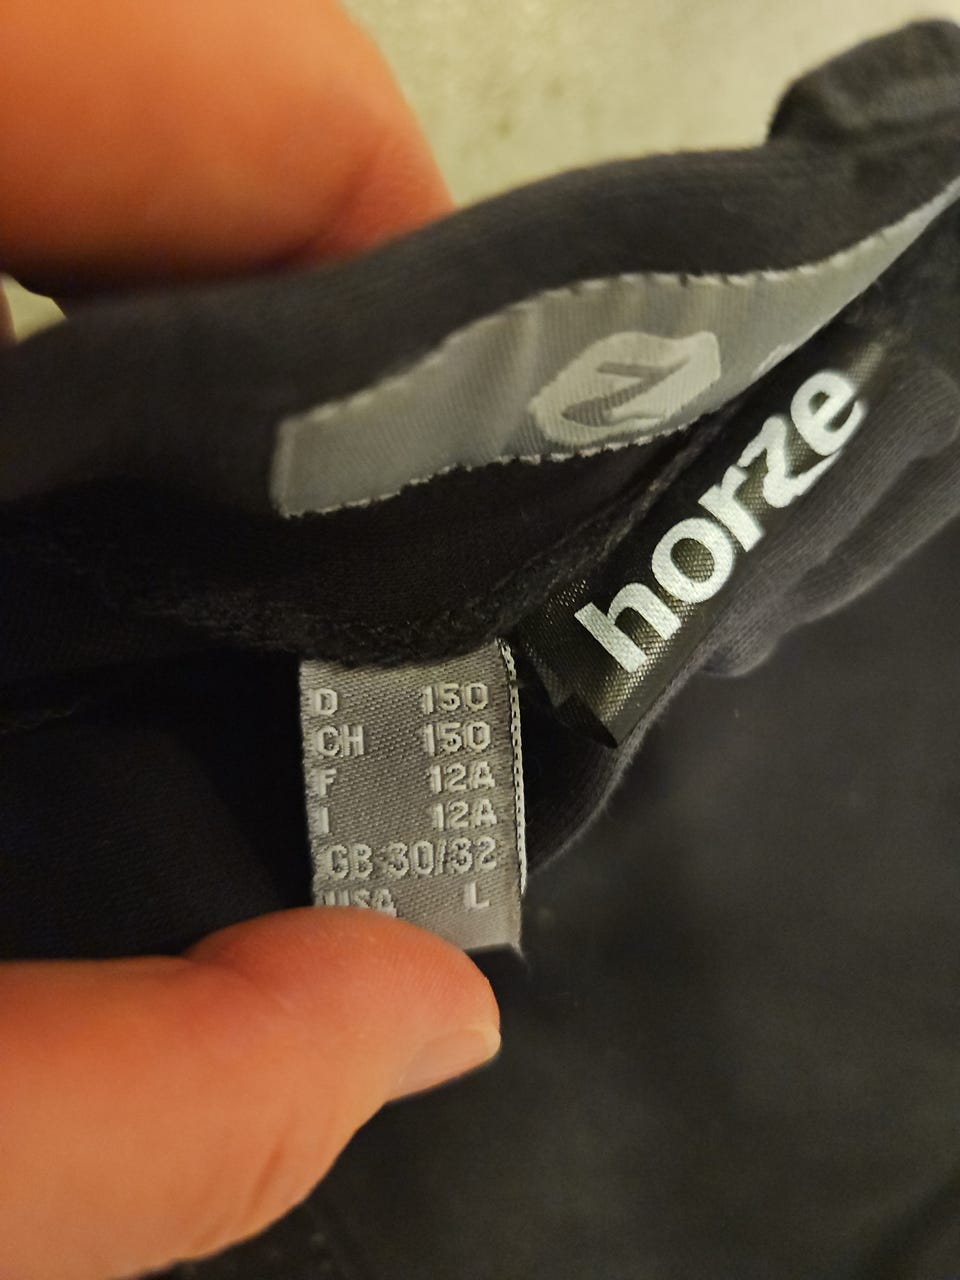 horze
D 150
CH 150
F 12A
I 12A
GB 30/32
USA L